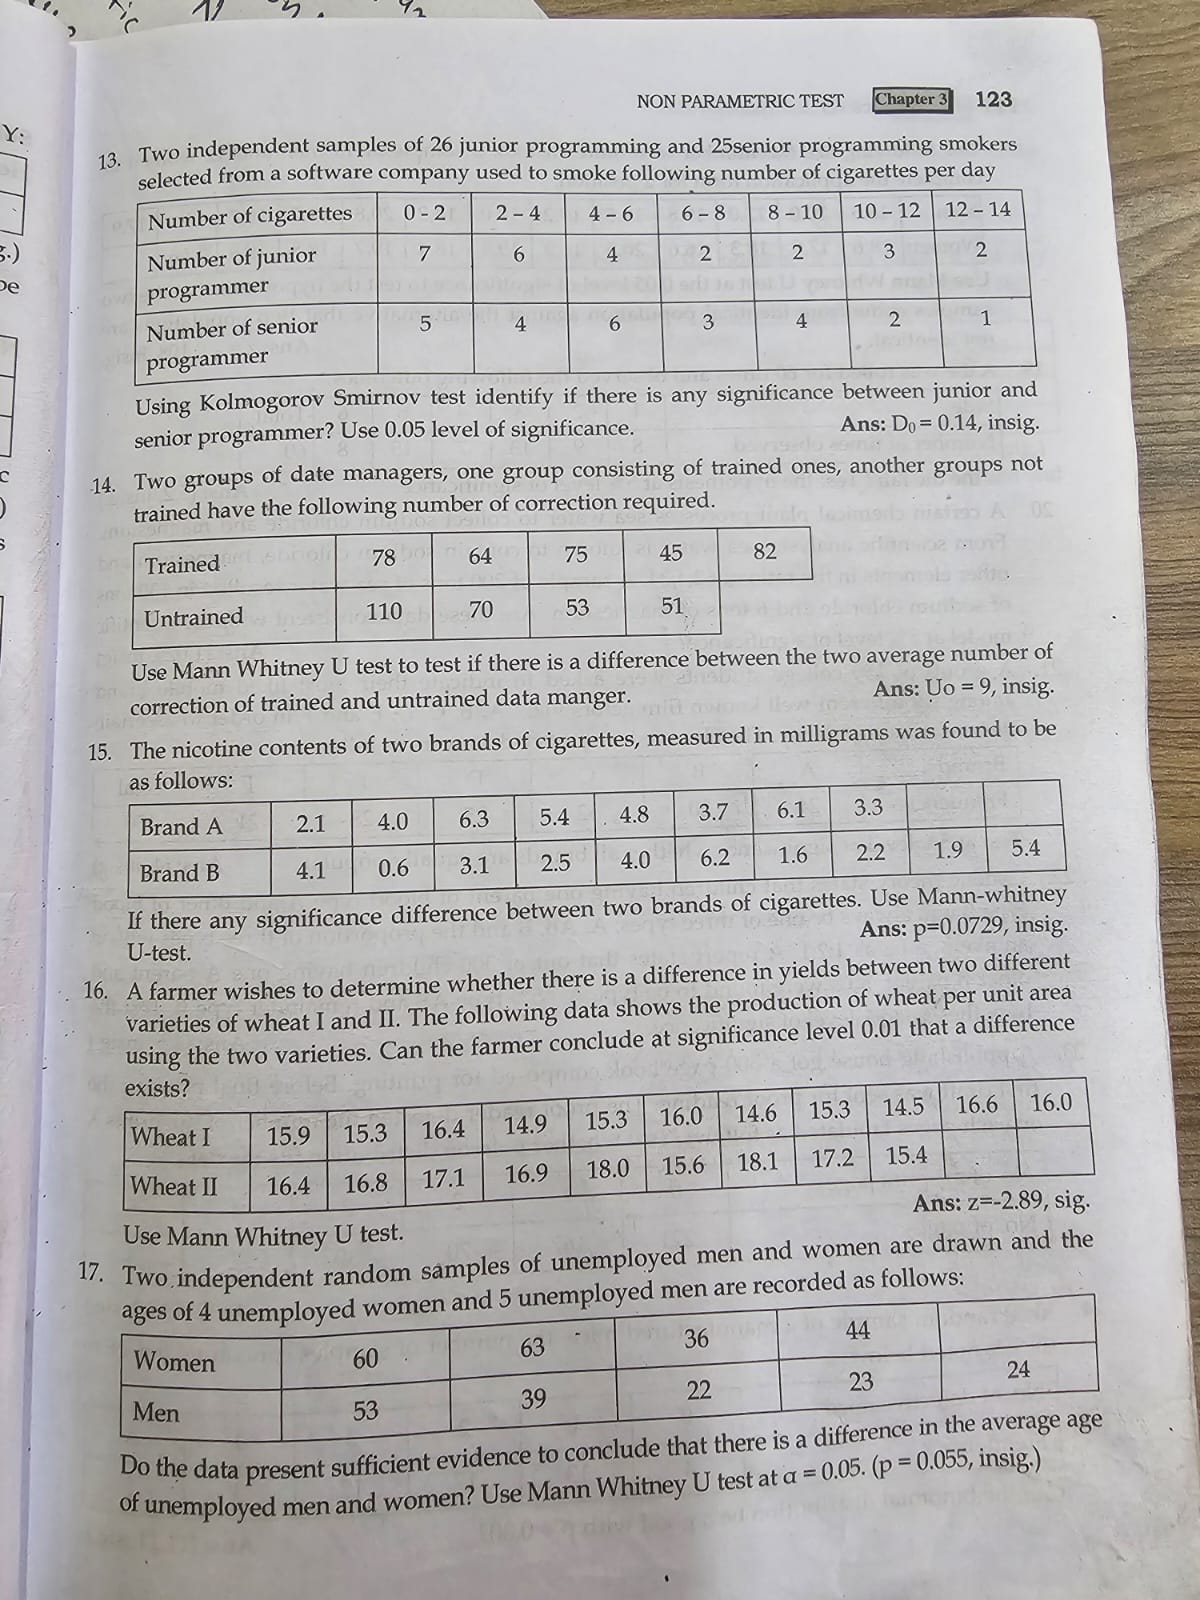 NON PARAMETRIC TEST Chapter 3 123
13. Two independent samples of 26 junior programming and 25senior programming smokers
selected from a software company used to smoke following number of cigarettes per day
Number of cigarettes 0 - 2 2 – 4 4 – 6 6 – 8 8 – 10 10 – 12 12 – 14
Number of junior 7 6 4 2 2 3 2
programmer
Number of senior 5 4 6 3 4 2 1
programmer
Using Kolmogorov Smirnov test identify if there is any significance between junior and
senior programmer? Use 0.05 level of significance. Ans: D0 = 0.14, insig.
14. Two groups of date managers, one group consisting of trained ones, another groups not
trained have the following number of correction required.
Trained 78 64 75 45 82
Untrained 110 70 53 51
Use Mann Whitney U test to test if there is a difference between the two average number of
correction of trained and untrained data manger. Ans: Uo = 9, insig.
15. The nicotine contents of two brands of cigarettes, measured in milligrams was found to be
as follows:
Brand A 2.1 4.0 6.3 5.4 4.8 3.7 6.1 3.3
Brand B 4.1 0.6 3.1 2.5 4.0 6.2 1.6 2.2 1.9 5.4
If there any significance difference between two brands of cigarettes. Use Mann-whitney
U-test. Ans: p=0.0729, insig.
16. A farmer wishes to determine whether there is a difference in yields between two different
varieties of wheat I and II. The following data shows the production of wheat per unit area
using the two varieties. Can the farmer conclude at significance level 0.01 that a difference
exists?
Wheat I 15.9 15.3 16.4 14.9 15.3 16.0 14.6 15.3 14.5 16.6 16.0
Wheat II 16.4 16.8 17.1 16.9 18.0 15.6 18.1 17.2 15.4
Use Mann Whitney U test. Ans: z=-2.89, sig.
17. Two independent random samples of unemployed men and women are drawn and the
ages of 4 unemployed women and 5 unemployed men are recorded as follows:
Women 60 63 36 44
Men 53 39 22 23 24
Do the data present sufficient evidence to conclude that there is a difference in the average age
of unemployed men and women? Use Mann Whitney U test at α = 0.05. (p = 0.055, insig.)